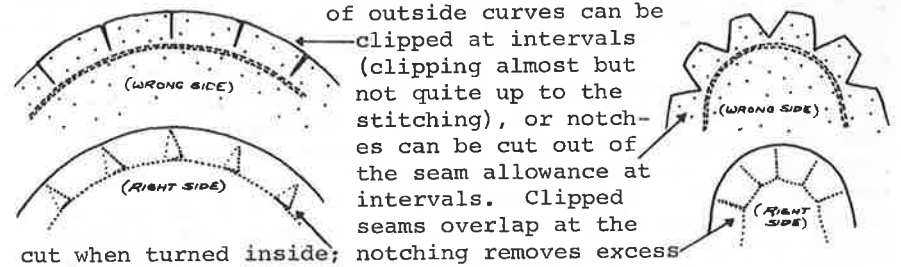 of outside curves can be
clipped at intervals
(clipping almost but
not quite up to the
stitching), or notch-
es can be cut out of
the seam allowance at
intervals. Clipped
seams overlap at the
cut when turned inside; notching removes excess
(WRONG SIDE)
(RIGHT SIDE)
(WRONG SIDE)
(RIGHT
SIDE)